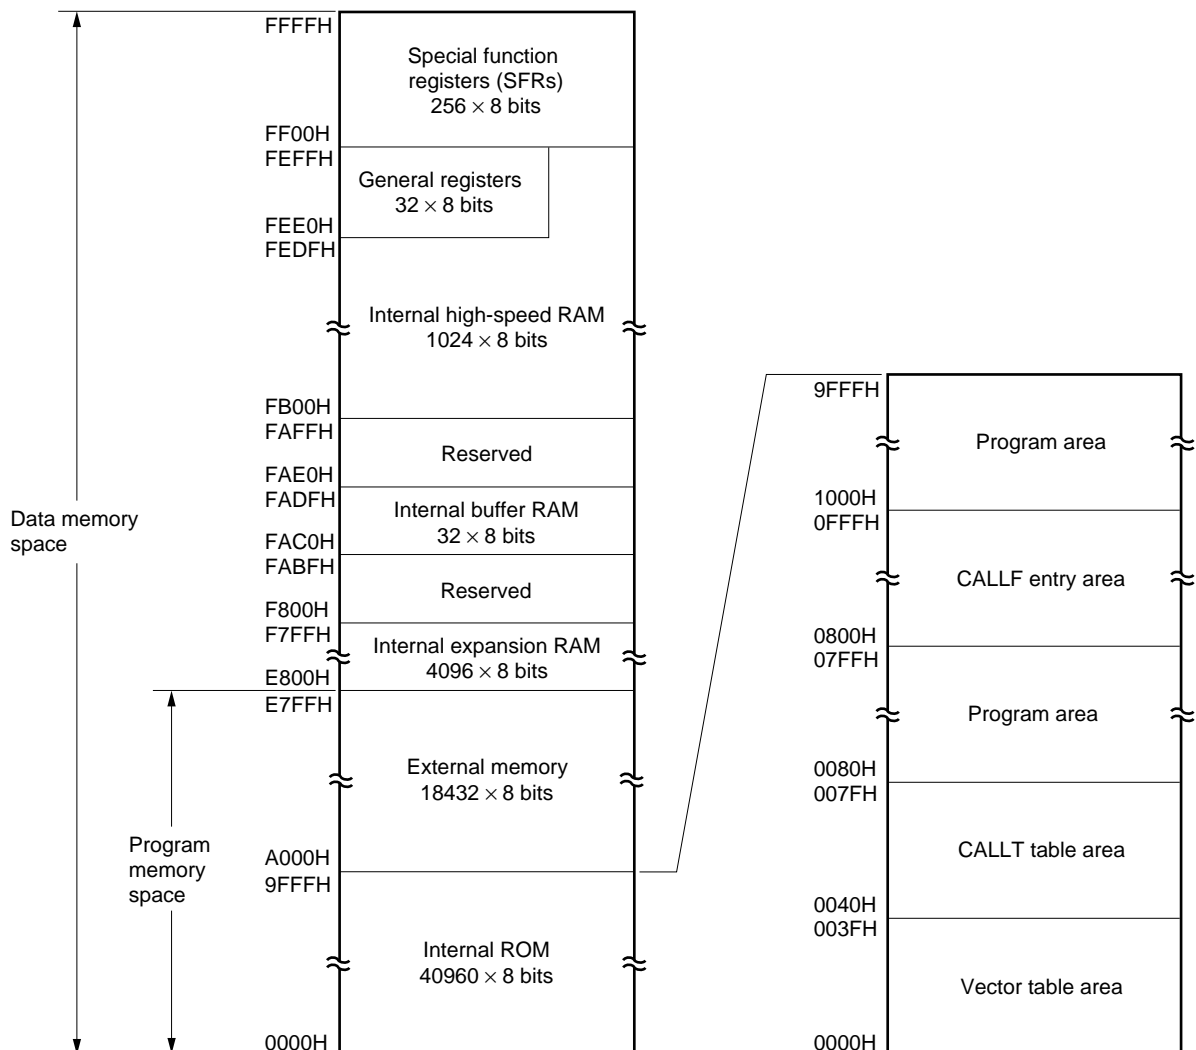 FFFFH
Special function
registers (SFRs)
256 × 8 bits
FF00H
FEFFH
General registers
32 × 8 bits
FEE0H
FEDFH
Internal high-speed RAM
1024 × 8 bits
FB00H
FAFFH
Reserved
FAE0H
FADFH
Internal buffer RAM
32 × 8 bits
FAC0H
FABFH
Reserved
F800H
F7FFH
Internal expansion RAM
4096 × 8 bits
E800H
E7FFH
External memory
18432 × 8 bits
A000H
9FFFH
Internal ROM
40960 × 8 bits
0000H
Data memory
space
Program
memory
space
9FFFH
Program area
1000H
0FFFH
CALLF entry area
0800H
07FFH
Program area
0080H
007FH
CALLT table area
0040H
003FH
Vector table area
0000H